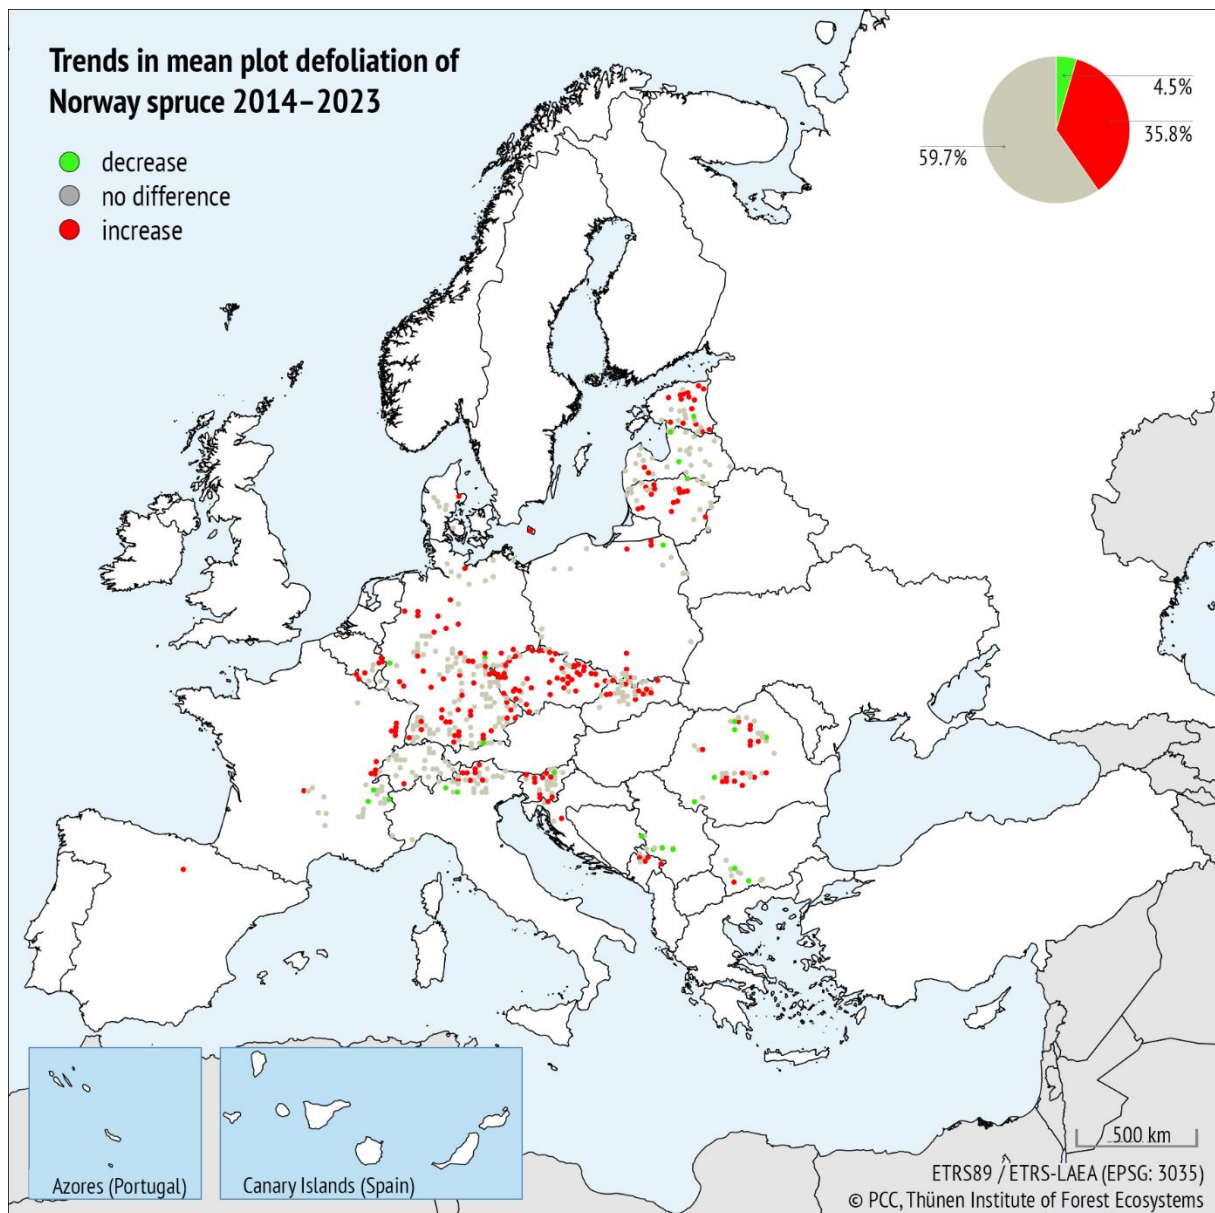 Trends in mean plot defoliation of
Norway spruce 2014–2023
decrease
no difference
increase
4.5%
35.8%
59.7%
500 km
Azores (Portugal)
Canary Islands (Spain)
ETRS89 / ETRS-LAEA (EPSG: 3035)
© PCC, Thünen Institute of Forest Ecosystems